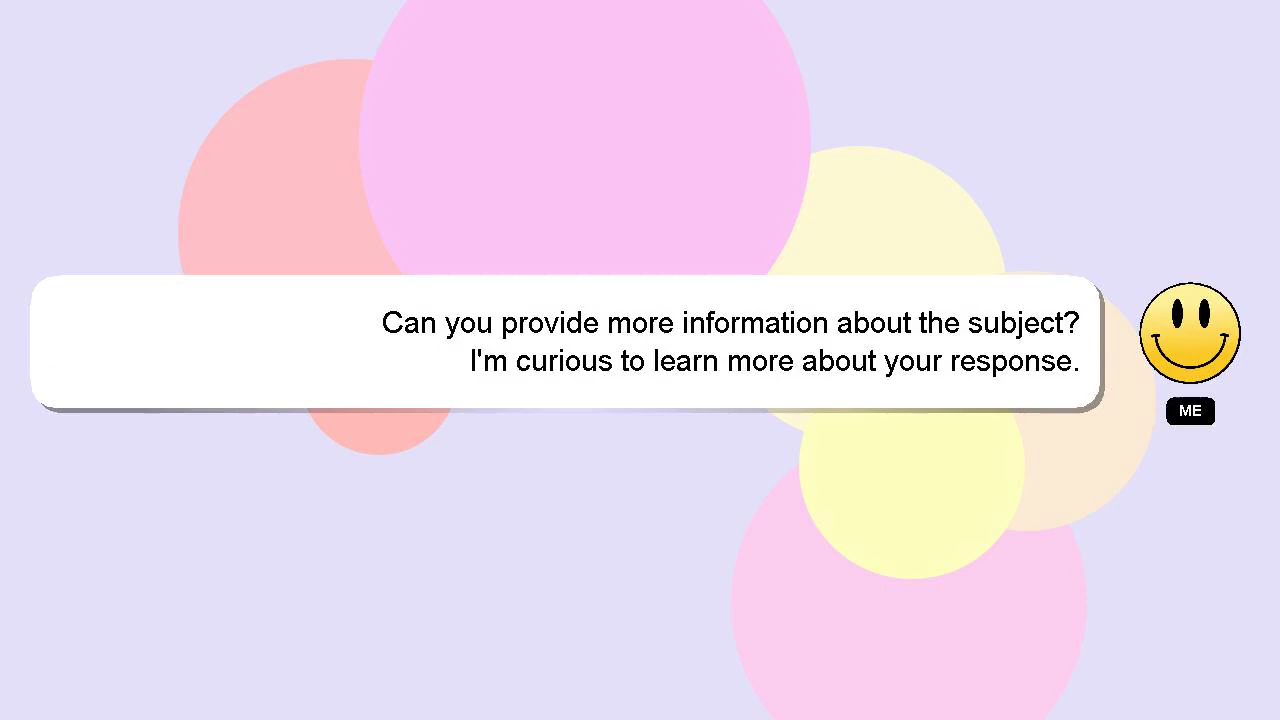 Can you provide more information about the subject?
I'm curious to learn more about your response.
ME